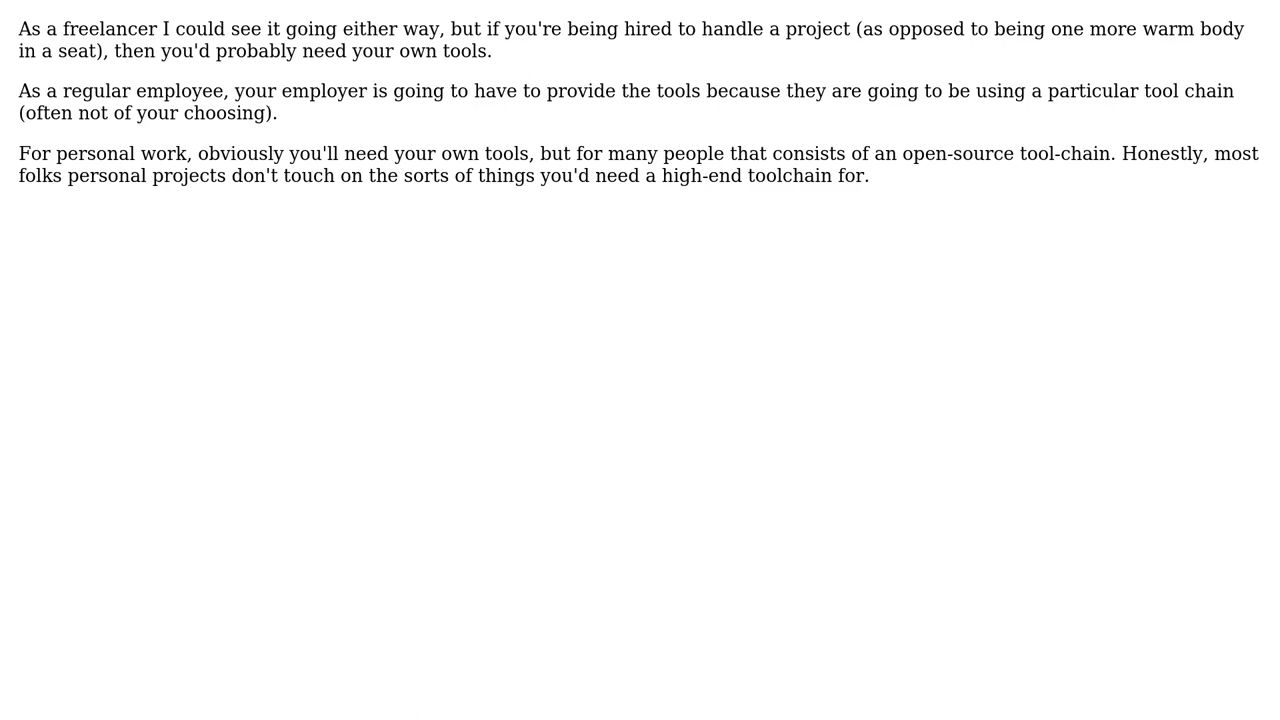 As a freelancer I could see it going either way, but if you're being hired to handle a project (as opposed to being one more warm body
in a seat), then you'd probably need your own tools.
As a regular employee, your employer is going to have to provide the tools because they are going to be using a particular tool chain
(often not of your choosing).
For personal work, obviously you'll need your own tools, but for many people that consists of an open-source tool-chain. Honestly, most
folks personal projects don't touch on the sorts of things you'd need a high-end toolchain for.